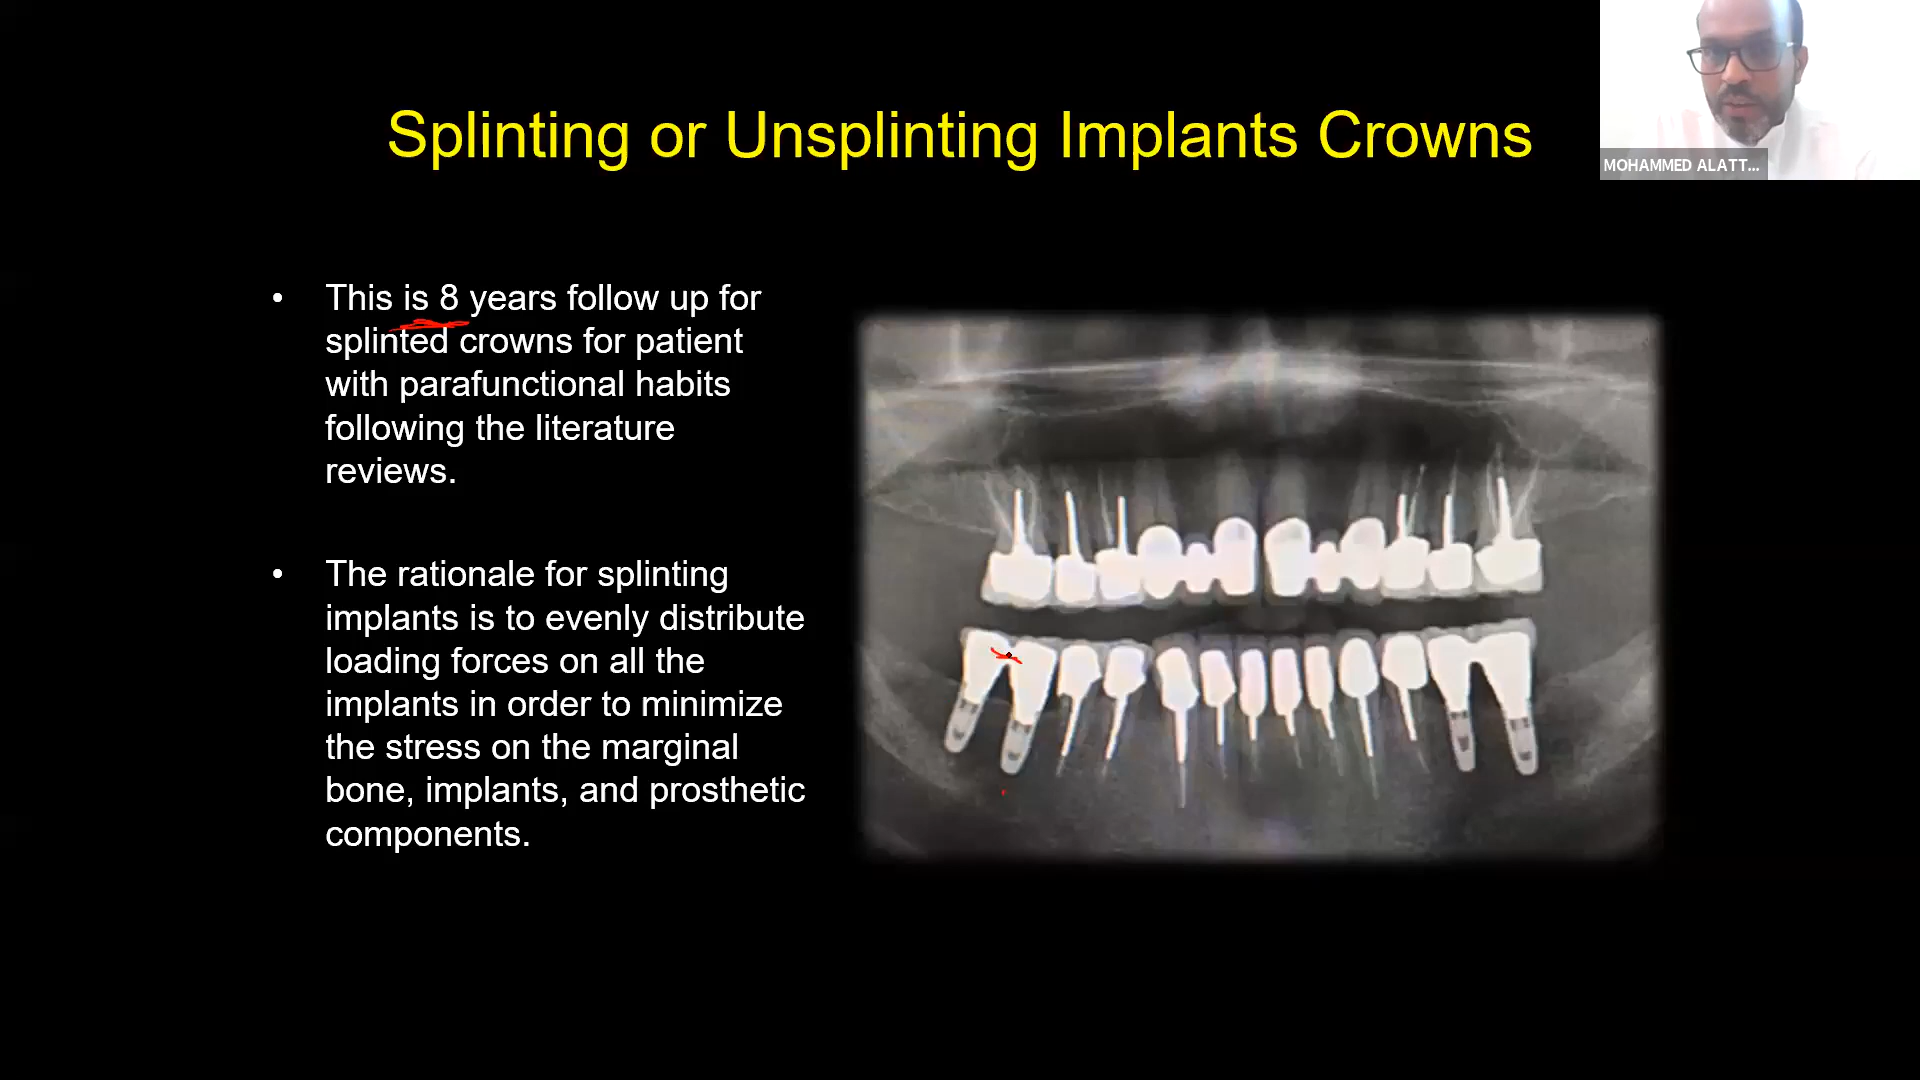 Splinting or Unsplinting Implants Crowns
MOHAMMED ALATT...
• This is 8 years follow up for
splinted crowns for patient
with parafunctional habits
following the literature
reviews.
• The rationale for splinting
implants is to evenly distribute
loading forces on all the
implants in order to minimize
the stress on the marginal
bone, implants, and prosthetic
components.